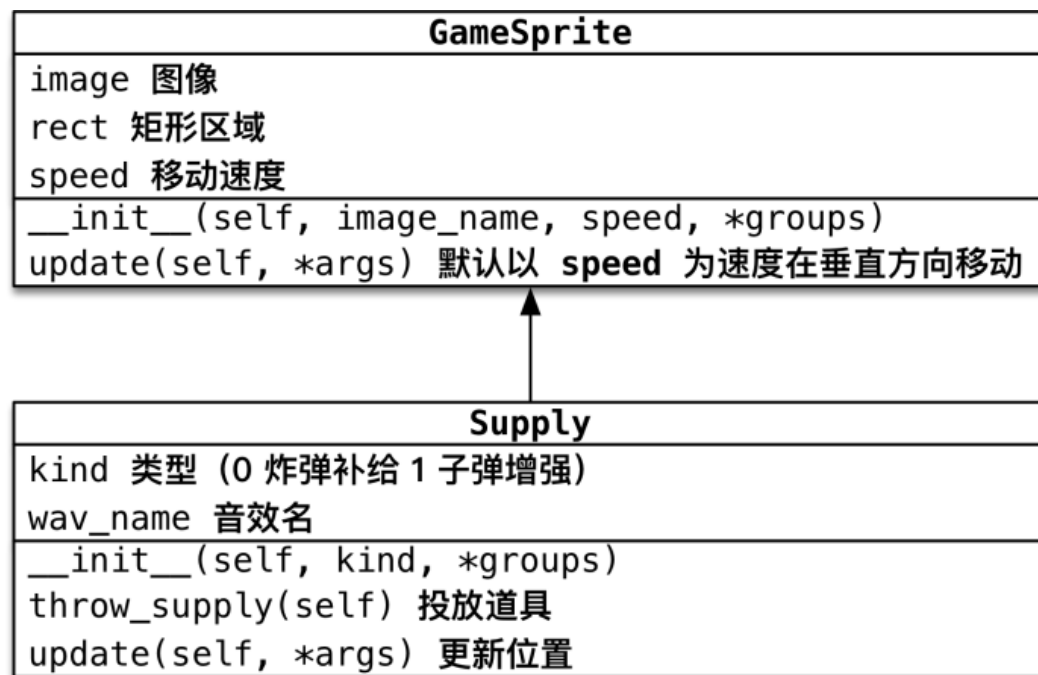 GameSprite
image 图像
rect 矩形区域
speed 移动速度
__init__(self, image_name, speed, *groups)
update(self, *args) 默认以 speed 为速度在垂直方向移动
Supply
kind 类型（0 炸弹补给 1 子弹增强）
wav_name 音效名
__init__(self, kind, *groups)
throw_supply(self) 投放道具
update(self, *args) 更新位置